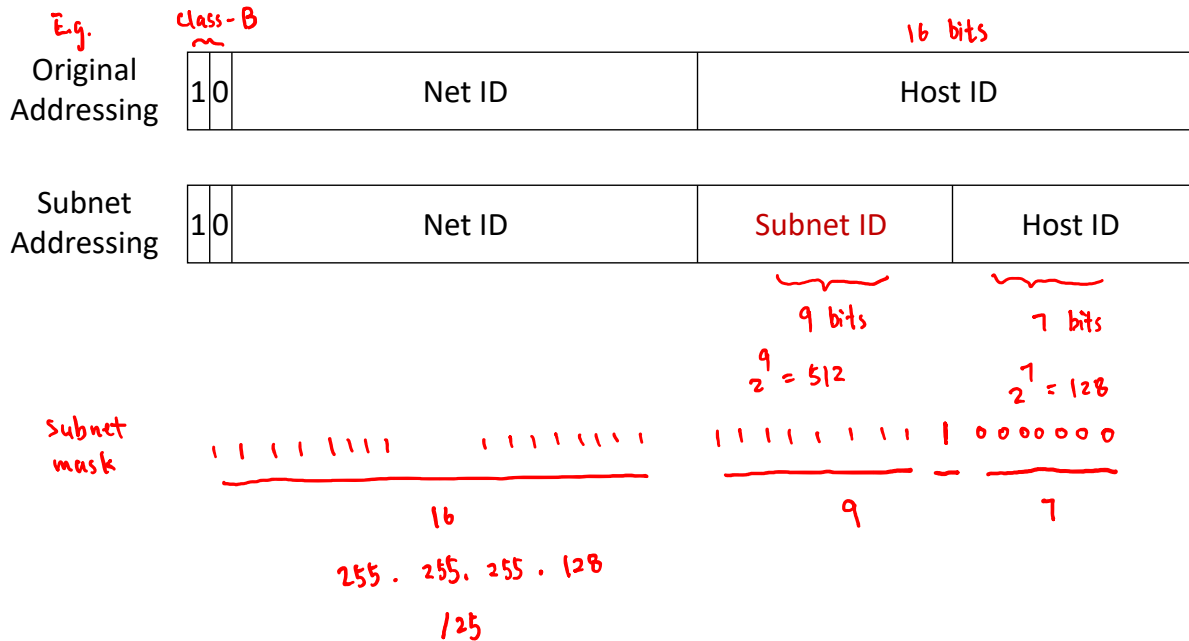 E.g. class-B 16 bits
Original Addressing 1 0 Net ID Host ID
Subnet Addressing 1 0 Net ID Subnet ID Host ID
9 bits 7 bits
2^9 = 512 2^7 = 128
subnet mask 1 1 1 1 1 1 1 1 1 1 1 1 1 1 1 1 1 1 1 1 1 1 1 1 1 0 0 0 0 0 0 0
16 9 7
255. 255. 255. 128
/25